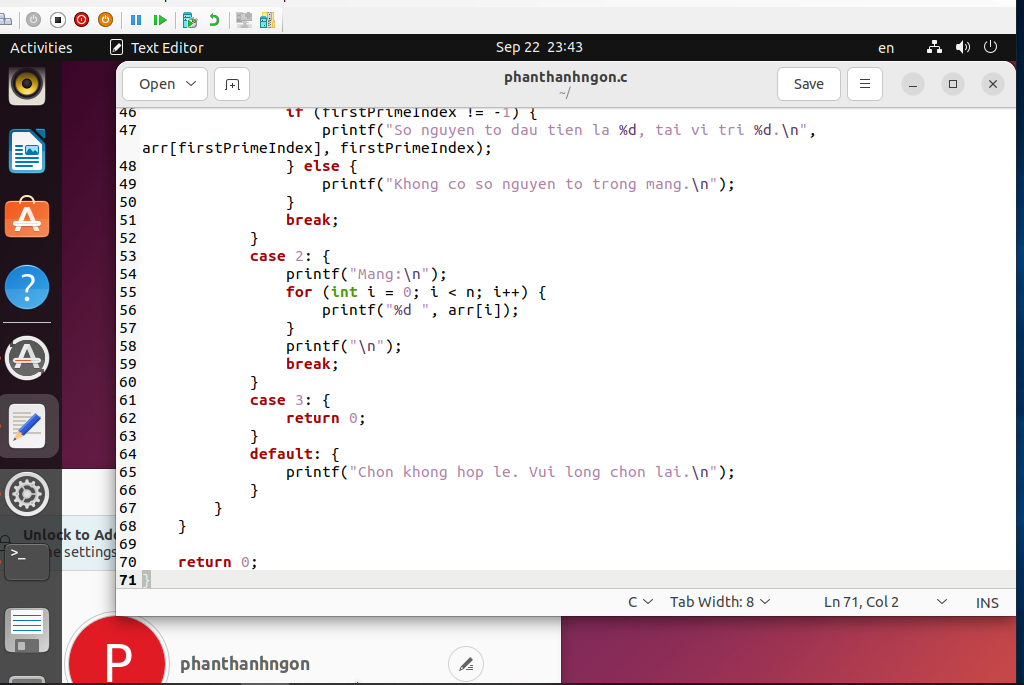 Activities
Text Editor
Sep 22 23:43
en
Open
phanthanhngon.c
~/
Save
46 if (firstPrimeIndex != -1) {
47 printf("So nguyen to dau tien la %d, tai vi tri %d.\n",
arr[firstPrimeIndex], firstPrimeIndex);
48 } else {
49 printf("Khong co so nguyen to trong mang.\n");
50 }
51 break;
52 }
53 case 2: {
54 printf("Mang:\n");
55 for (int i = 0; i < n; i++) {
56 printf("%d ", arr[i]);
57 }
58 printf("\n");
59 break;
60 }
61 case 3: {
62 return 0;
63 }
64 default: {
65 printf("Chon khong hop le. Vui long chon lai.\n");
66 }
67 }
68 }
69
70 return 0;
71 }
Unlock to
settings
C
Tab Width: 8
Ln 71, Col 2
INS
P
phanthanhngon